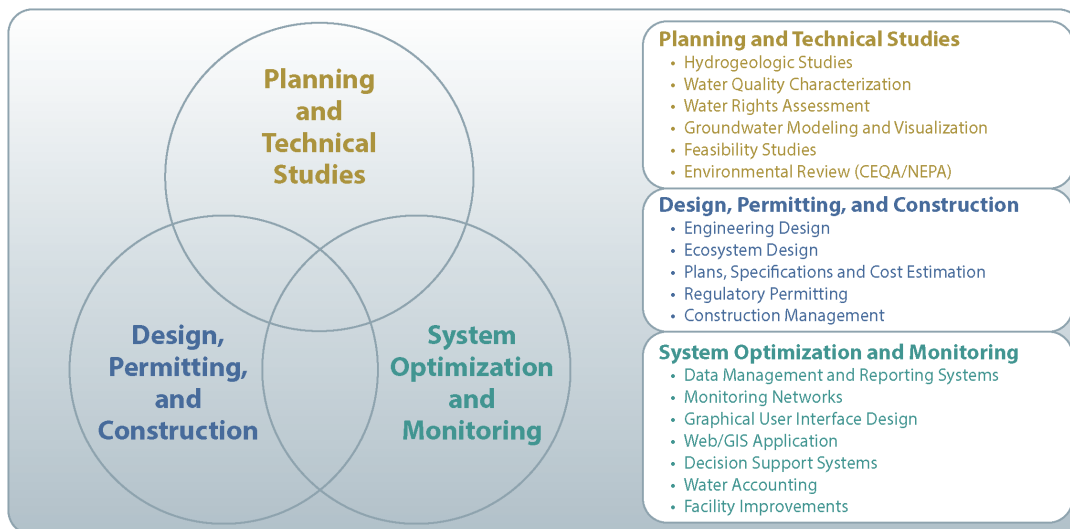 Planning
and
Technical
Studies
Design,
Permitting,
and
Construction
System
Optimization
and
Monitoring
Planning and Technical Studies
• Hydrogeologic Studies
• Water Quality Characterization
• Water Rights Assessment
• Groundwater Modeling and Visualization
• Feasibility Studies
• Environmental Review (CEQA/NEPA)
Design, Permitting, and Construction
• Engineering Design
• Ecosystem Design
• Plans, Specifications and Cost Estimation
• Regulatory Permitting
• Construction Management
System Optimization and Monitoring
• Data Management and Reporting Systems
• Monitoring Networks
• Graphical User Interface Design
• Web/GIS Application
• Decision Support Systems
• Water Accounting
• Facility Improvements